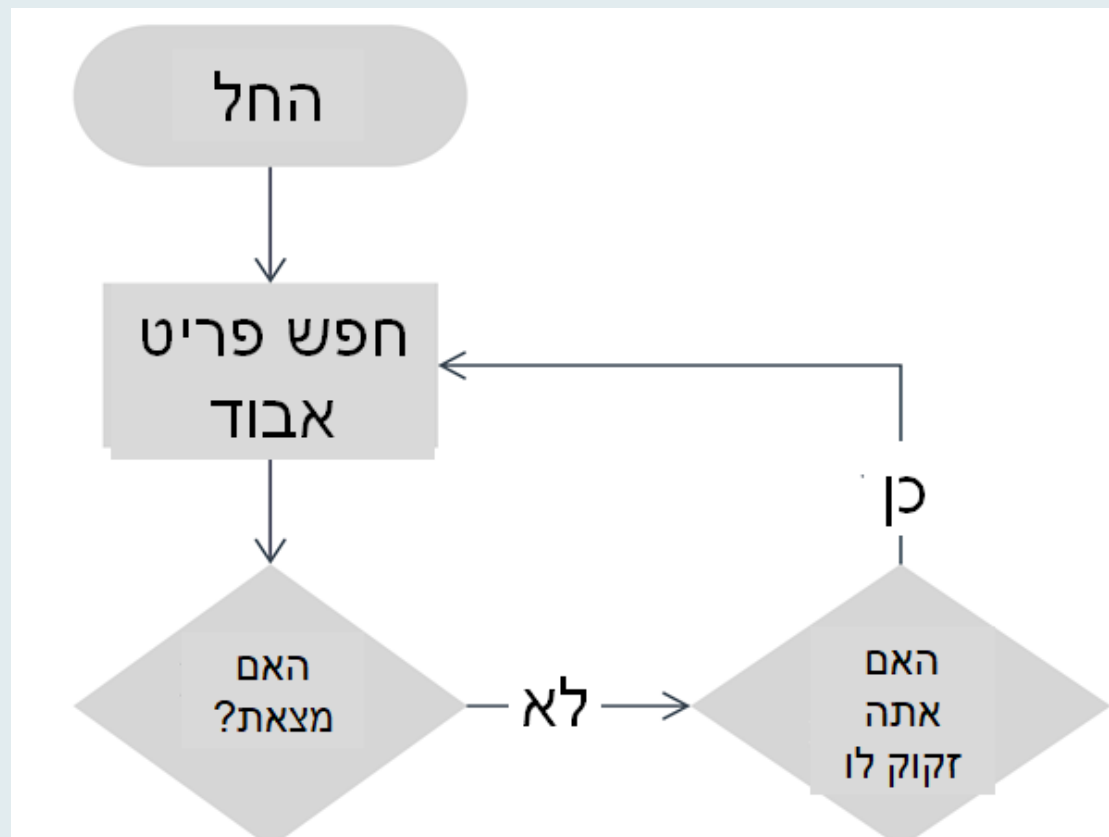 החל
חפש פריט
אבוד
כן
האם
מצאת?
לא
האם
אתה
זקוק לו